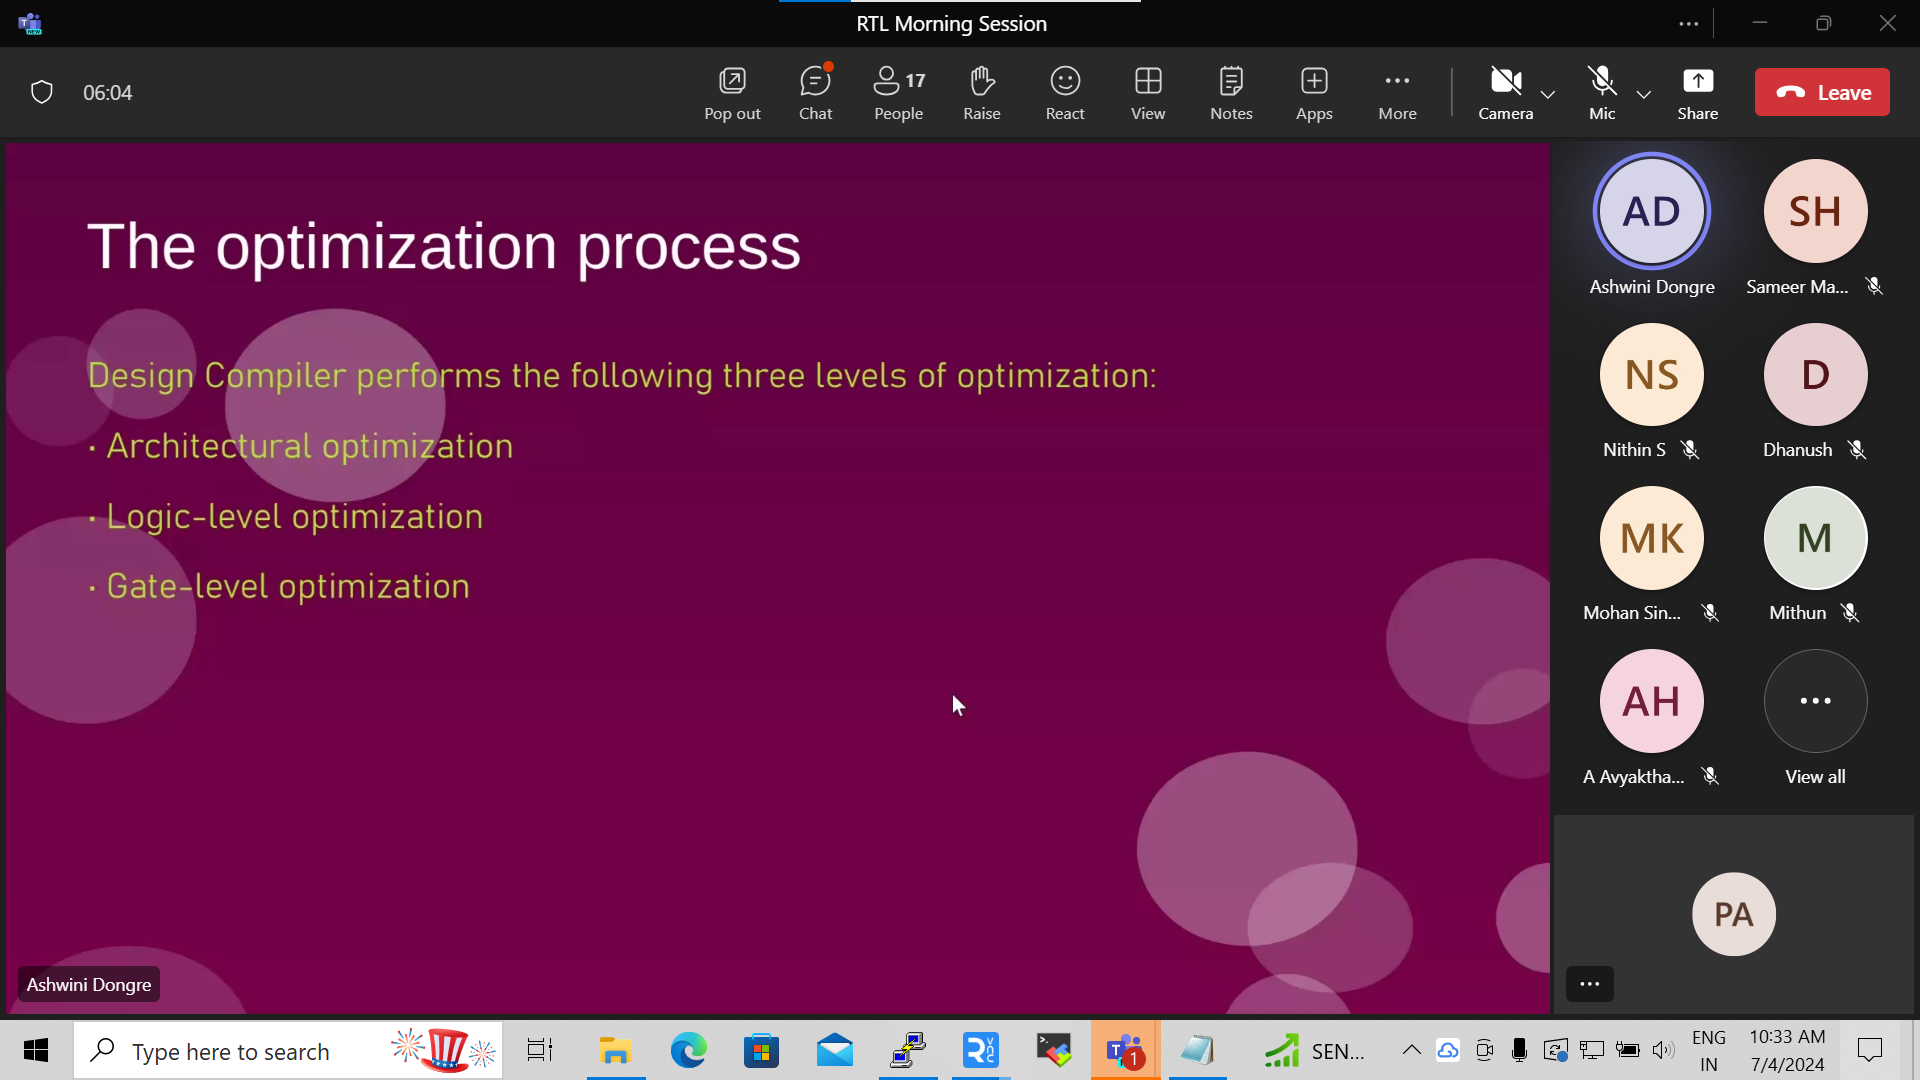 RTL Morning Session
06:04
Pop out
Chat
17
People
Raise
React
View
Notes
Apps
More
Camera
Mic
Share
Leave
The optimization process
Design Compiler performs the following three levels of optimization:
· Architectural optimization
· Logic-level optimization
· Gate-level optimization
Ashwini Dongre
AD
Ashwini Dongre
SH
Sameer Ma...
NS
Nithin S
D
Dhanush
MK
Mohan Sin...
M
Mithun
AH
A Avyaktha...
View all
PA
Type here to search
1
SEN...
ENG
IN
10:33 AM
7/4/2024